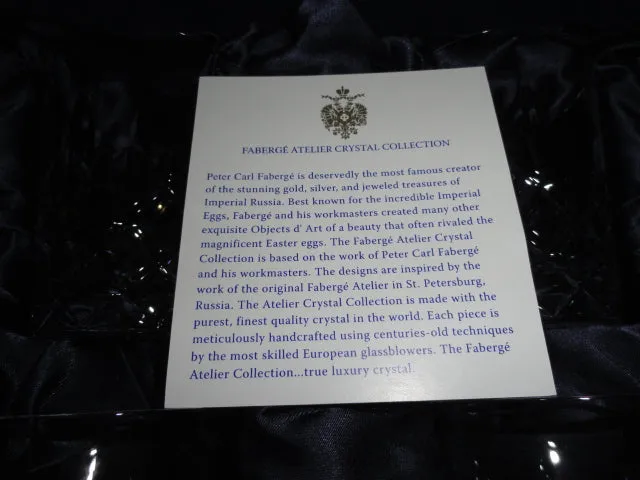 FABERGÉ ATELIER CRYSTAL COLLECTION
Peter Carl Fabergé is deservedly the most famous creator
of the stunning gold, silver, and jeweled treasures of
Imperial Russia. Best known for the incredible Imperial
Eggs, Fabergé and his workmasters created many other
exquisite Objects d' Art of a beauty that often rivaled the
magnificent Easter eggs. The Fabergé Atelier Crystal
Collection is based on the work of Peter Carl Fabergé
and his workmasters. The designs are inspired by the
work of the original Fabergé Atelier in St. Petersburg,
Russia. The Atelier Crystal Collection is made with the
purest, finest quality crystal in the world. Each piece is
meticulously handcrafted using centuries-old techniques
by the most skilled European glassblowers. The Fabergé
Atelier Collection...true luxury crystal.